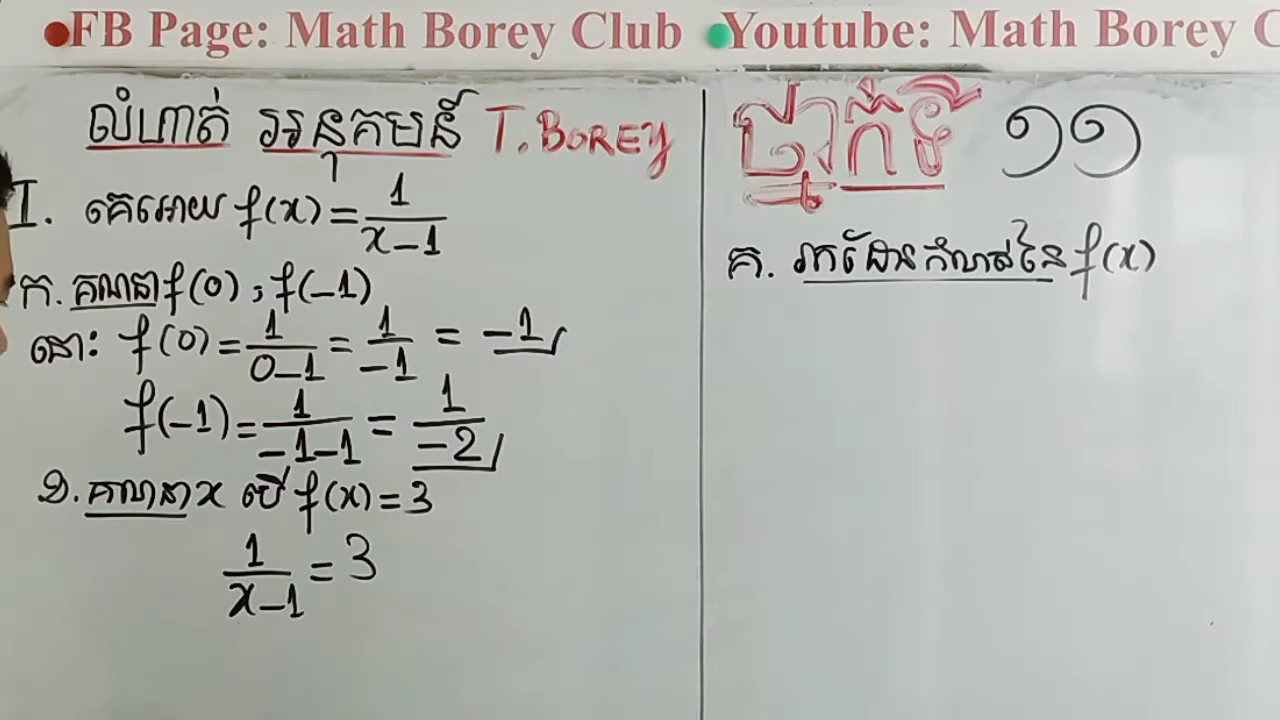 FB Page: Math Borey Club Youtube: Math Borey C
លំហាត់ អនុគមន៍ T. BOREY
I. គេអោយ f(x) = 1/(x-1)
ក. គណនា f(0) ; f(-1)
នោះ f(0) = 1/(0-1) = 1/-1 = -1
f(-1) = 1/(-1-1) = 1/-2
ខ. គណនា x បើ f(x) = 3
1/(x-1) = 3
ថ្នាក់ទី ១១
គ. រកដែនកំណត់នៃ f(x)